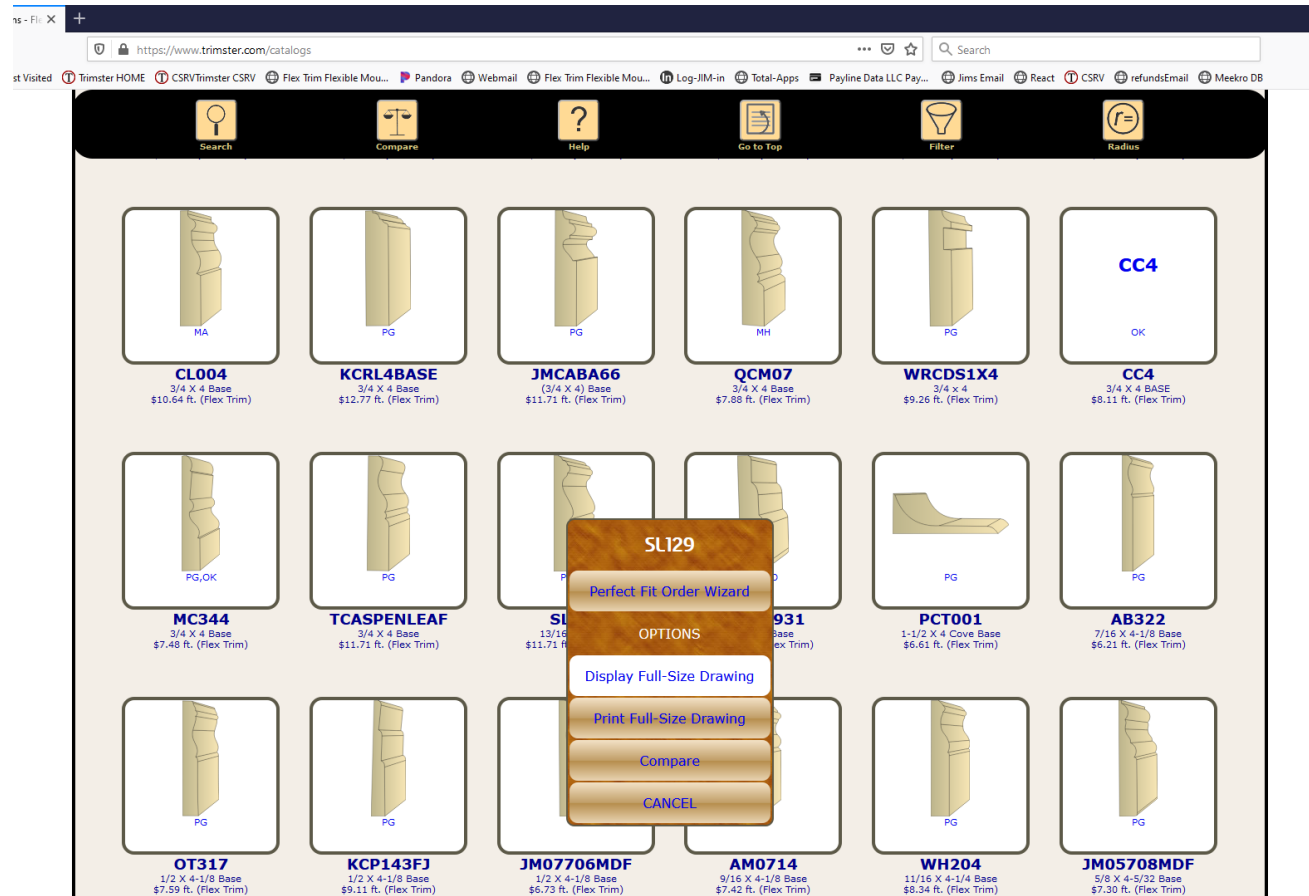 ns - Fle
https://www.trimster.com/catalogs
Search
st Visited Trimster HOME CSRVTrimster CSRV Flex Trim Flexible Mou... Pandora Webmail Flex Trim Flexible Mou... Log-JIM-in Total-Apps Payline Data LLC Pay... Jims Email React CSRV refundsEmail Meekro DB
Search Compare Help Go to Top Filter Radius
r=
CC4
MA PG PG MH PG OK
CL004 KCRL4BASE JMCABA66 QCM07 WRCDS1X4 CC4
3/4 X 4 Base 3/4 X 4 Base (3/4 X 4) Base 3/4 X 4 Base 3/4 x 4 3/4 X 4 BASE
$10.64 ft. (Flex Trim) $12.77 ft. (Flex Trim) $11.71 ft. (Flex Trim) $7.88 ft. (Flex Trim) $9.26 ft. (Flex Trim) $8.11 ft. (Flex Trim)
PG,OK PG PG PG
MC344 TCASPENLEAF SL 931 PCT001 AB322
3/4 X 4 Base 3/4 X 4 Base 13/16 Base 1-1/2 X 4 Cove Base 7/16 X 4-1/8 Base
$7.48 ft. (Flex Trim) $11.71 ft. (Flex Trim) $11.71 ft ex Trim) $6.61 ft. (Flex Trim) $6.21 ft. (Flex Trim)
SL129
Perfect Fit Order Wizard
OPTIONS
Display Full-Size Drawing
Print Full-Size Drawing
Compare
CANCEL
PG PG PG PG
OT317 KCP143FJ JM07706MDF AM0714 WH204 JM05708MDF
1/2 X 4-1/8 Base 1/2 X 4-1/8 Base 1/2 X 4-1/8 Base 9/16 X 4-1/8 Base 11/16 X 4-1/4 Base 5/8 X 4-5/32 Base
$7.59 ft. (Flex Trim) $9.11 ft. (Flex Trim) $6.73 ft. (Flex Trim) $7.42 ft. (Flex Trim) $8.34 ft. (Flex Trim) $7.30 ft. (Flex Trim)